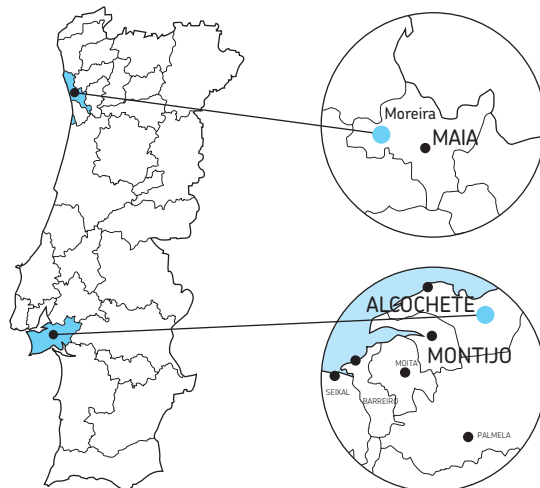 Moreira
MAIA
ALCOCHETE
MONTIJO
MOITA
SEIXAL
BARREIRO
PALMELA